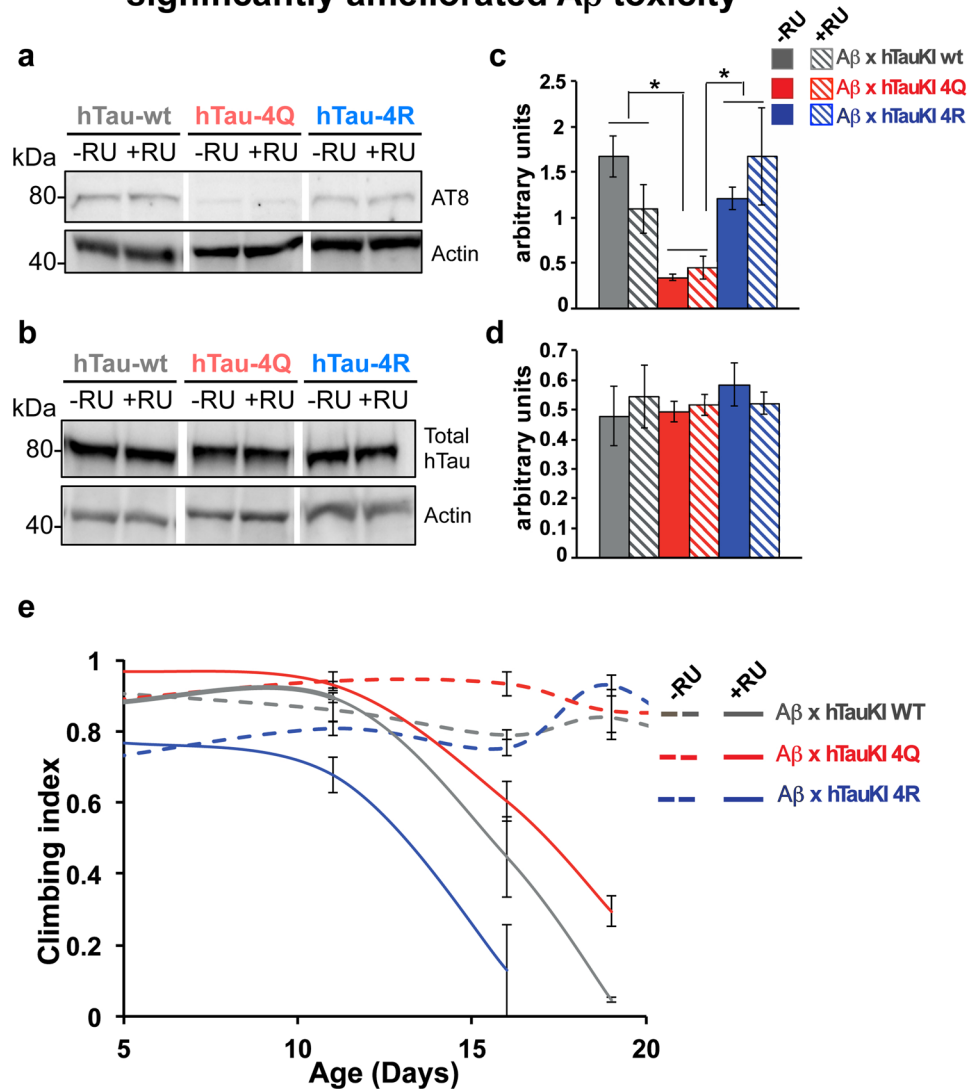 significantly ameliorated Aβ toxicity
a
hTau-wt hTau-4Q hTau-4R
kDa -RU +RU -RU +RU -RU +RU
80- AT8
40- Actin
b
hTau-wt hTau-4Q hTau-4R
kDa -RU +RU -RU +RU -RU +RU
80- Total
hTau
40- Actin
c
-RU +RU
Aβ x hTauKI wt
Aβ x hTauKI 4Q
Aβ x hTauKI 4R
arbitrary units
2.5
2
1.5
1
0.5
0
* *
d
arbitrary units
0.7
0.6
0.5
0.4
0.3
0.2
0.1
0
e
Climbing index
1
0.8
0.6
0.4
0.2
0
5 10 15 20
Age (Days)
-RU +RU
Aβ x hTauKI WT
Aβ x hTauKI 4Q
Aβ x hTauKI 4R